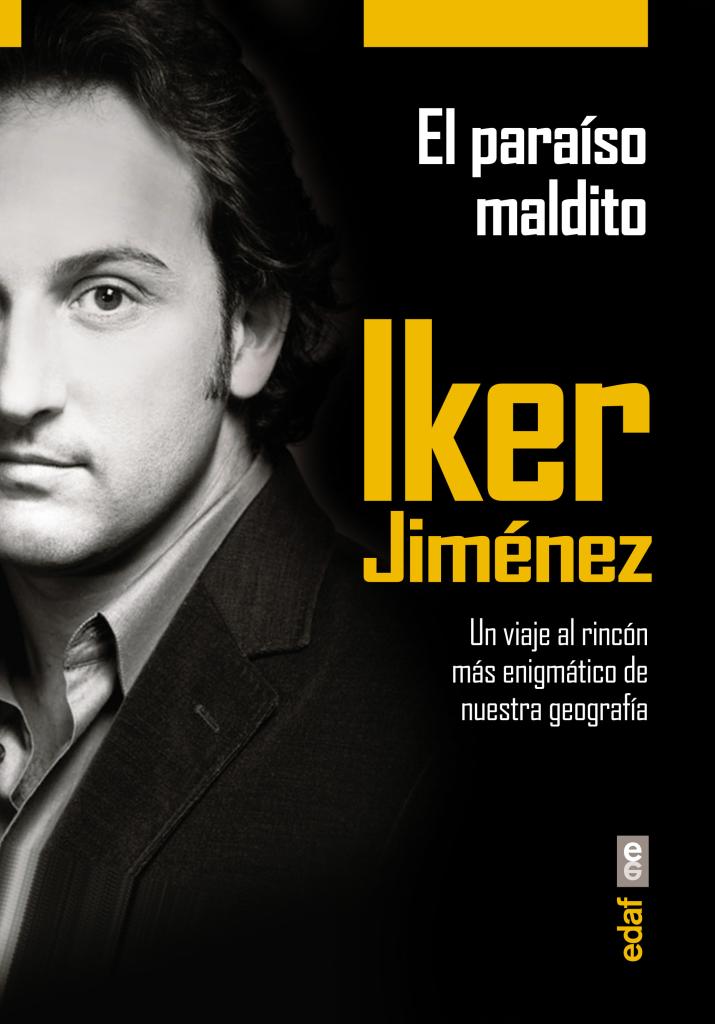 El paraíso
maldito
Iker
Jiménez
Un viaje al rincón
más enigmático de
nuestra geografía
edaf